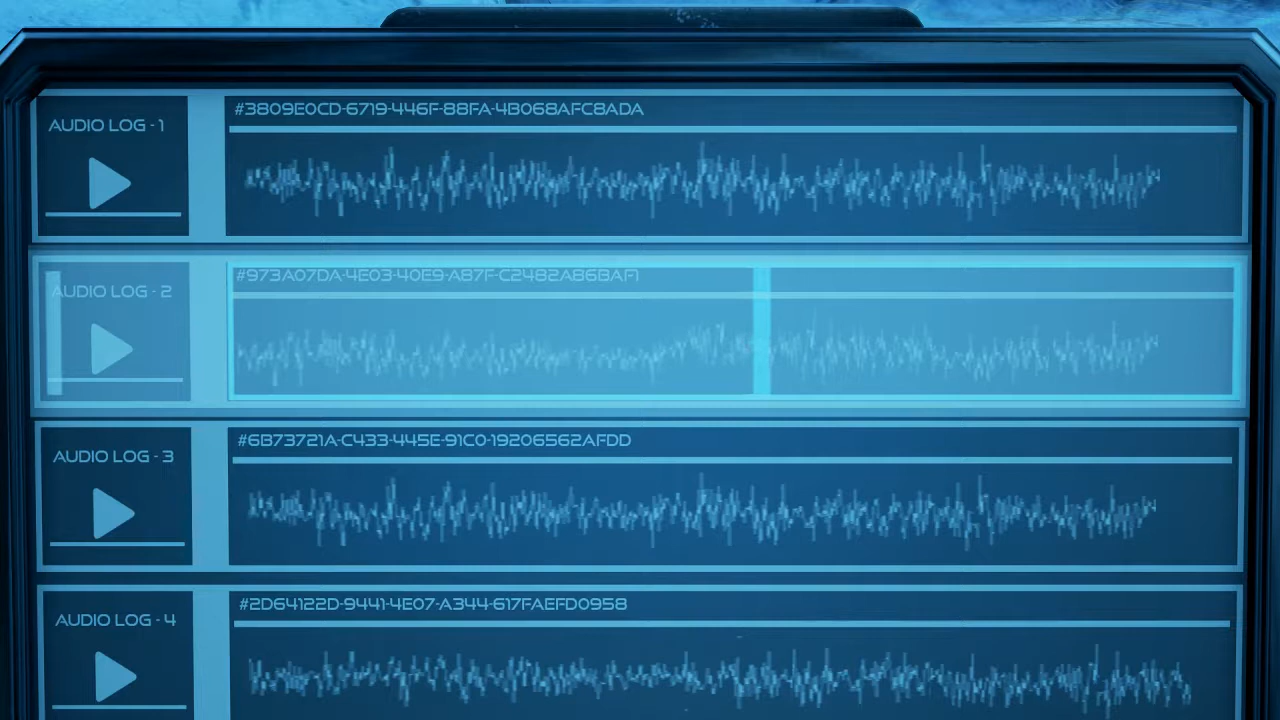 #3809E0CD-6719-446F-88FA-4B068AFC8ADA
AUDIO LOG - 1
#973A07DA-4E03-40E9-A87F-C2482A86BAF1
AUDIO LOG - 2
#6B73721A-C433-445E-91C0-19206562AFDD
AUDIO LOG - 3
#2D64122D-9441-4E07-A344-617FAEFD0958
AUDIO LOG - 4